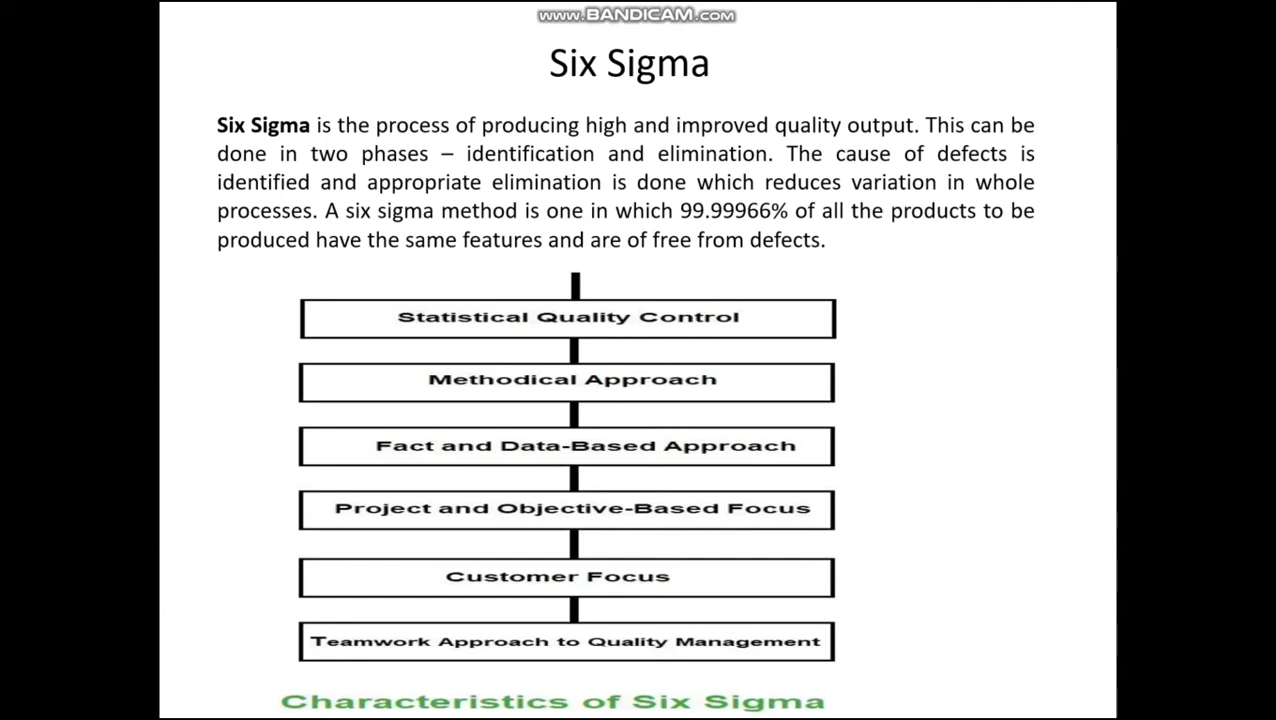 WWW.BANDICAM.COM
Six Sigma
Six Sigma is the process of producing high and improved quality output. This can be
done in two phases – identification and elimination. The cause of defects is
identified and appropriate elimination is done which reduces variation in whole
processes. A six sigma method is one in which 99.99966% of all the products to be
produced have the same features and are of free from defects.
Statistical Quality Control
Methodical Approach
Fact and Data-Based Approach
Project and Objective-Based Focus
Customer Focus
Teamwork Approach to Quality Management
Characteristics of Six Sigma